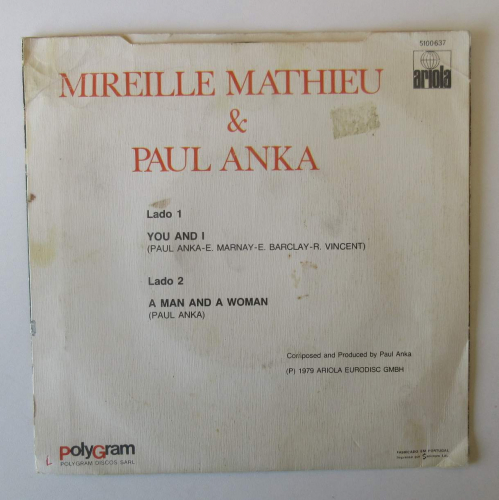 5100637
ariola
MIREILLE MATHIEU
&
PAUL ANKA
Lado 1
YOU AND I
(PAUL ANKA-E. MARNAY-E. BARCLAY-R. VINCENT)
Lado 2
A MAN AND A WOMAN
(PAUL ANKA)
Composed and Produced by Paul Anka
(P) 1979 ARIOLA EURODISC GMBH
polyGram
POLYGRAM DISCOS, SARL